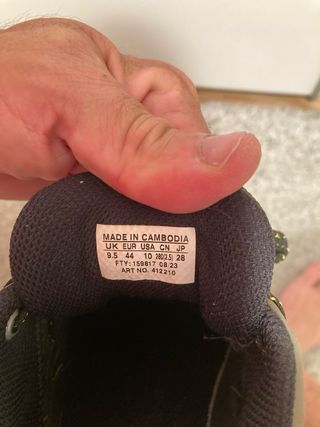 MADE IN CAMBODIA
UK EUR USA CN JP
9.5 44 10 280(2.5) 28
FTY: 159817 08/23
ART NO. 412210